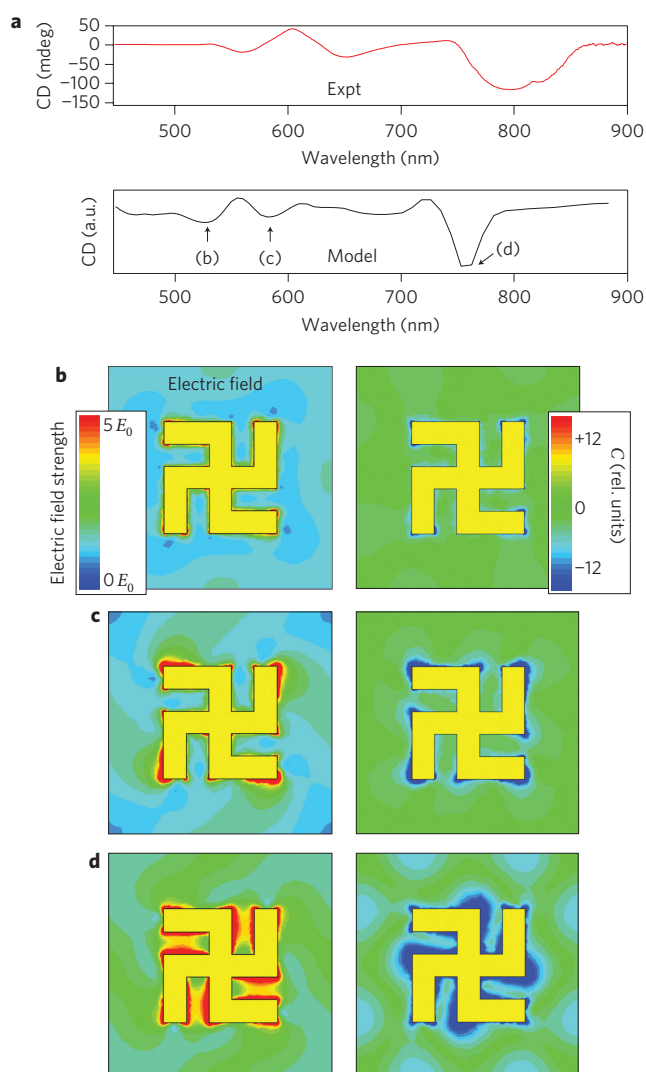 a
CD (mdeg)
50
0
−50
−100
−150
Expt
500 600 700 800 900
Wavelength (nm)
CD (a.u.)
(b)
(c)
Model
(d)
500 600 700 800 900
Wavelength (nm)
b
Electric field
Electric field strength
5 E0
0 E0
+12
0
−12
C (rel. units)
c
d